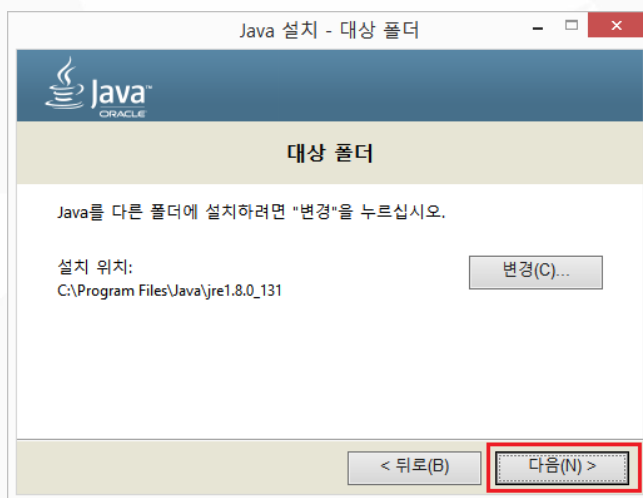 Java 설치 - 대상 폴더
Java™
ORACLE
대상 폴더
Java를 다른 폴더에 설치하려면 "변경"을 누르십시오.
설치 위치:
변경(C)...
C:\Program Files\Java\jre1.8.0_131
< 뒤로(B)
다음(N) >